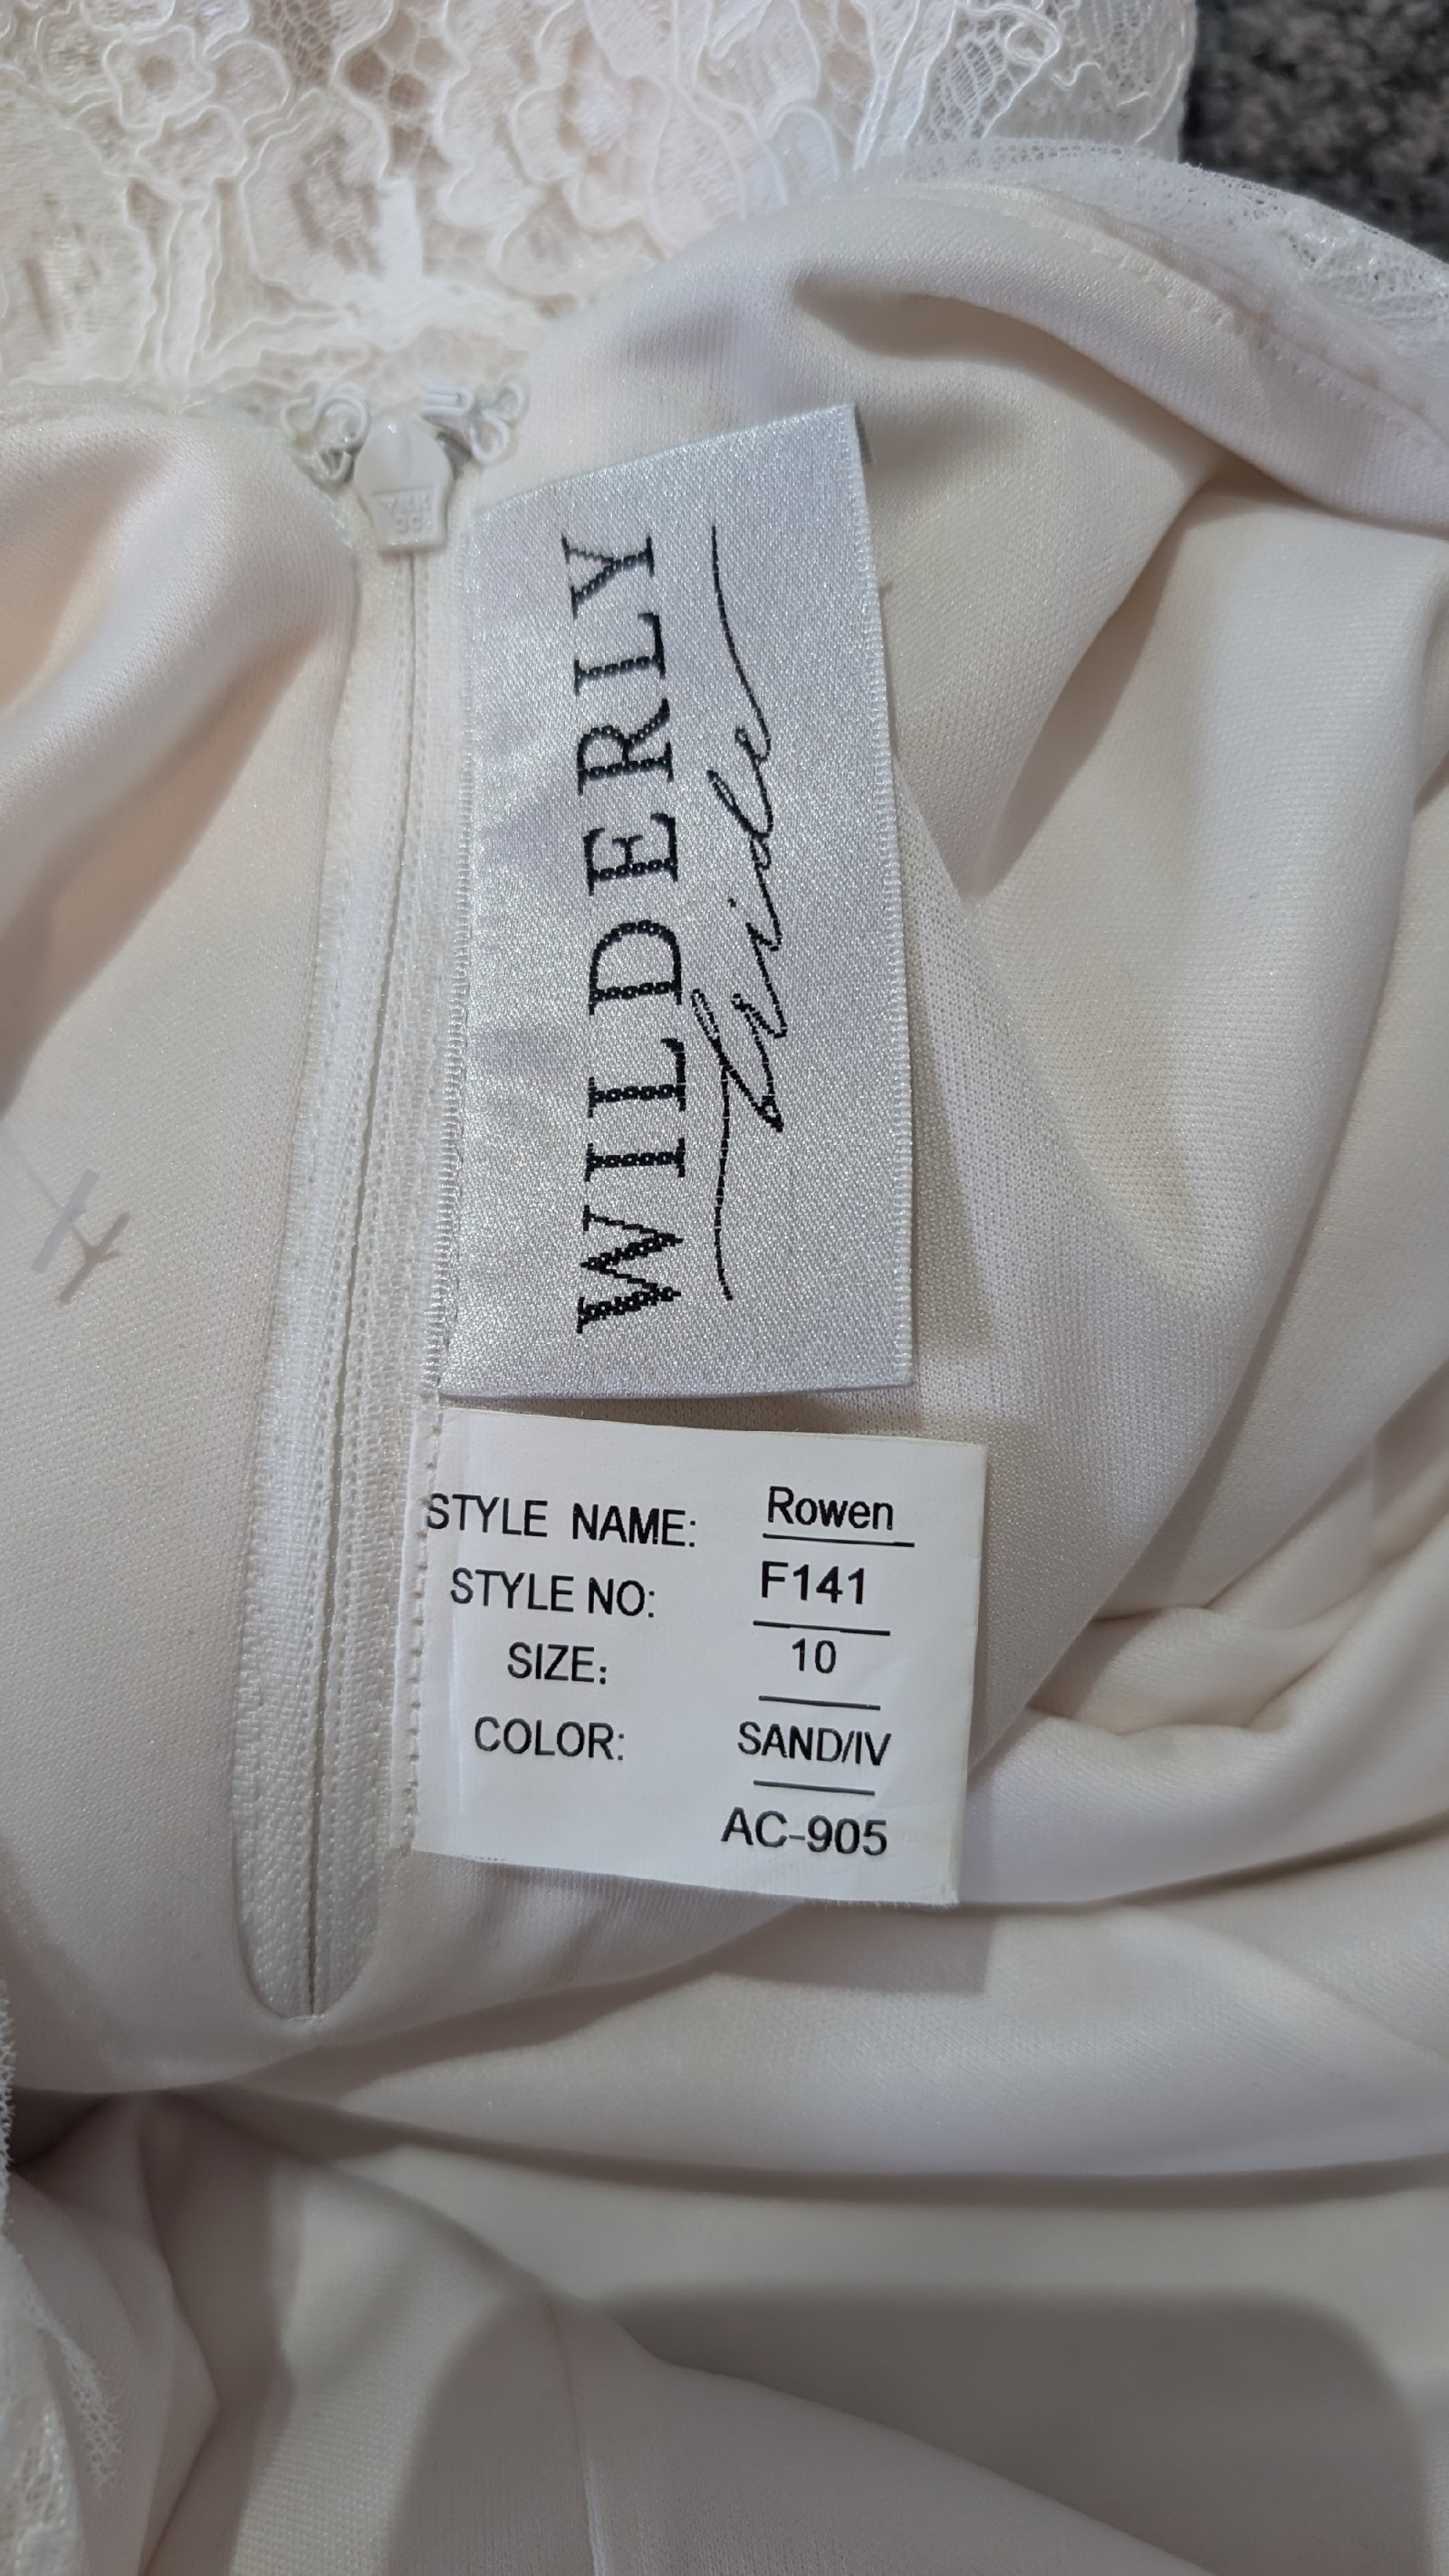 WILDERLY
bride
STYLE NAME: Rowen
STYLE NO: F141
SIZE: 10
COLOR: SAND/IV
AC-905